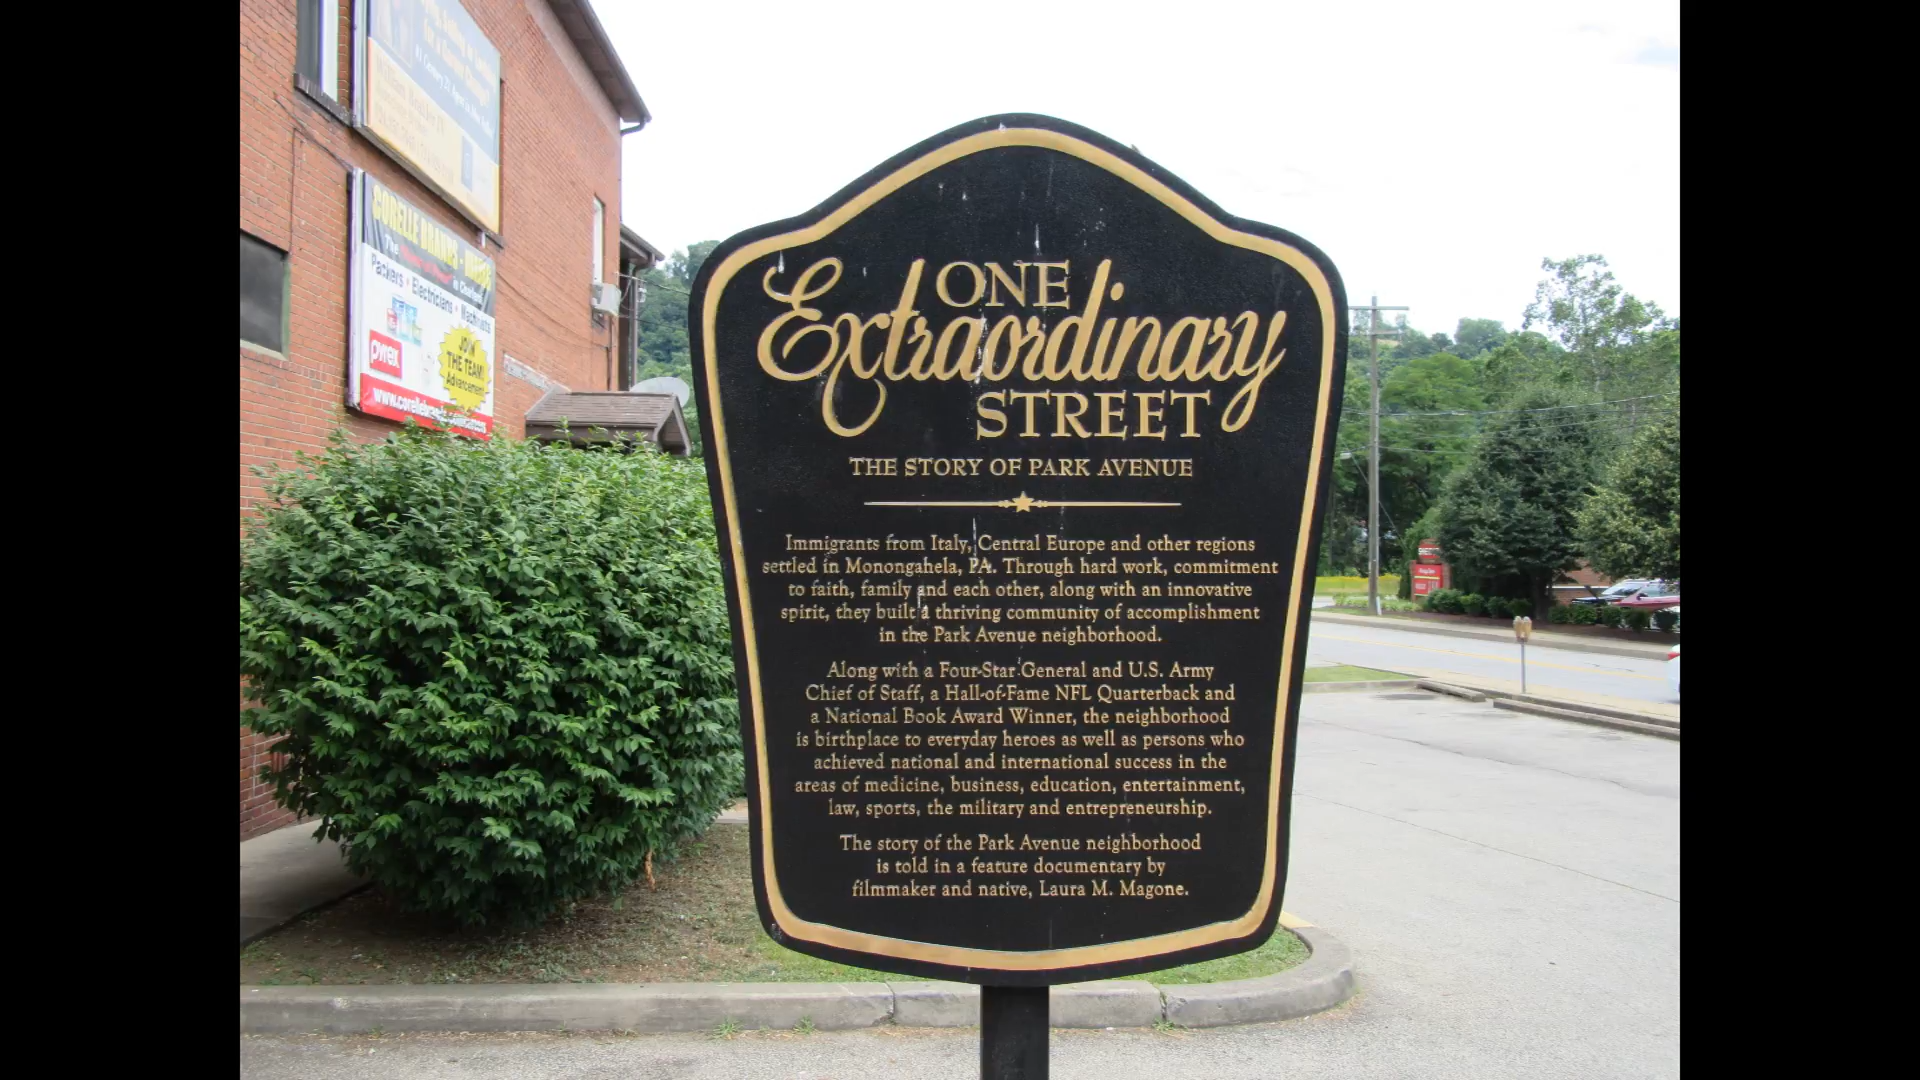 ONE
Extraordinary
STREET
THE STORY OF PARK AVENUE
Immigrants from Italy, Central Europe and other regions
settled in Monongahela, PA. Through hard work, commitment
to faith, family and each other, along with an innovative
spirit, they built a thriving community of accomplishment
in the Park Avenue neighborhood.
Along with a Four-Star General and U.S. Army
Chief of Staff, a Hall-of-Fame NFL Quarterback and
a National Book Award Winner, the neighborhood
is birthplace to everyday heroes as well as persons who
achieved national and international success in the
areas of medicine, business, education, entertainment,
law, sports, the military and entrepreneurship.
The story of the Park Avenue neighborhood
is told in a feature documentary by
filmmaker and native, Laura M. Magone.
CORELLE BRANDS
The
Packers • Electricians • Machinists
pyrex
JOIN
THE TEAM!